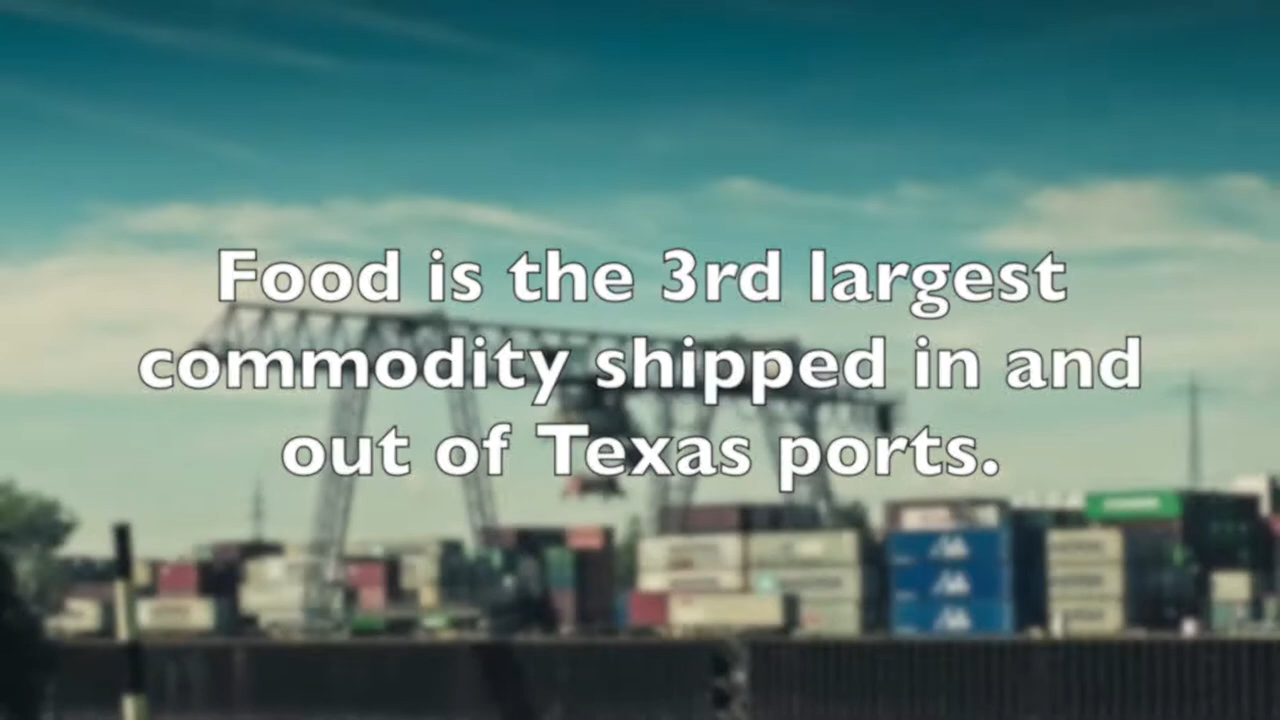 Food is the 3rd largest
commodity shipped in and
out of Texas ports.